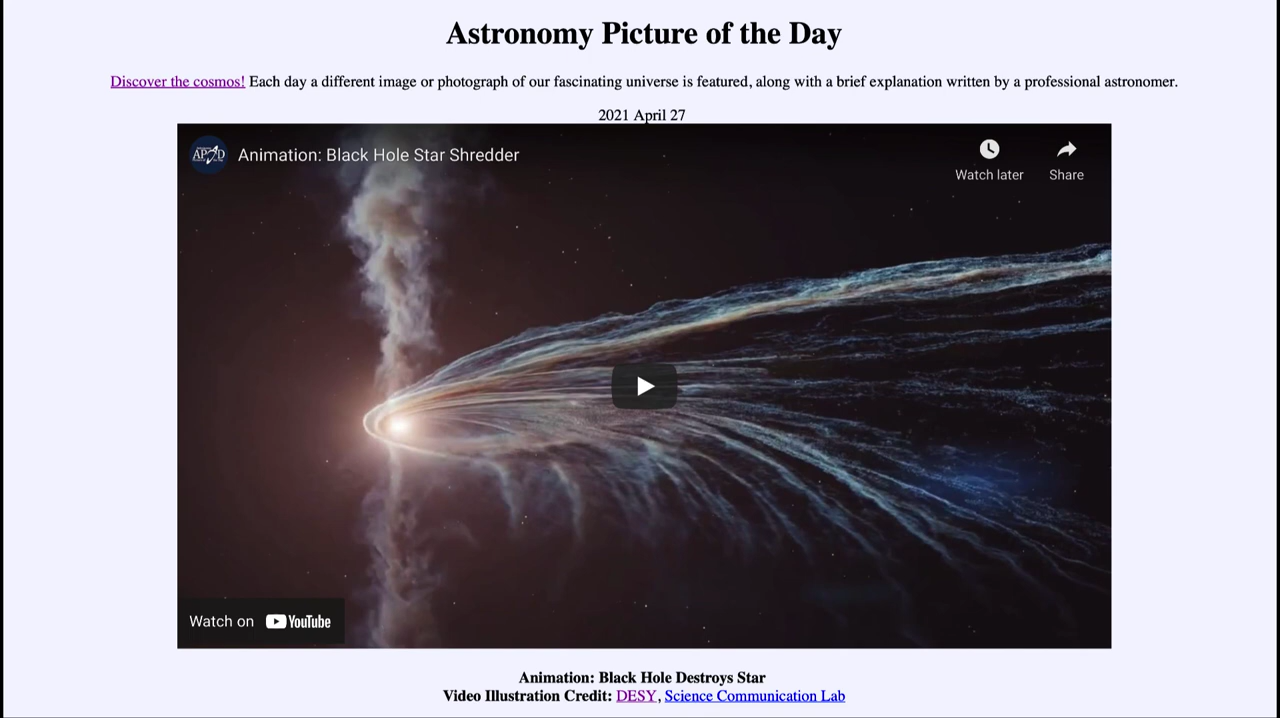 Astronomy Picture of the Day
Discover the cosmos! Each day a different image or photograph of our fascinating universe is featured, along with a brief explanation written by a professional astronomer.
2021 April 27
APOD Animation: Black Hole Star Shredder
Watch later Share
Watch on YouTube
Animation: Black Hole Destroys Star
Video Illustration Credit: DESY, Science Communication Lab